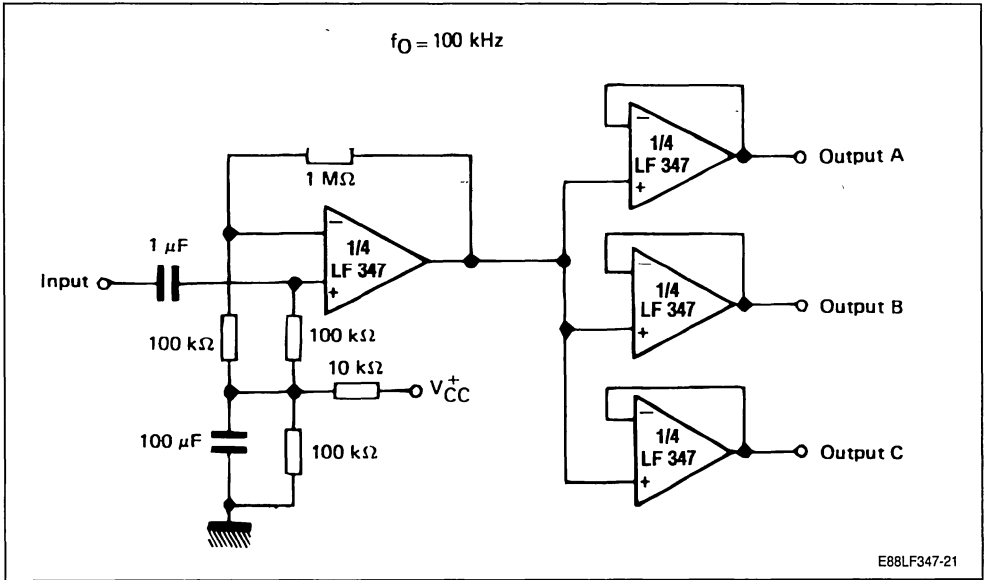 fO = 100 kHz
1/4
LF 347
−
+
Output A
1 MΩ
−
+
1/4
LF 347
1 µF
Input
100 kΩ
100 kΩ
10 kΩ
V+CC
100 µF
100 kΩ
−
+
1/4
LF 347
Output B
−
+
1/4
LF 347
Output C
E88LF347-21